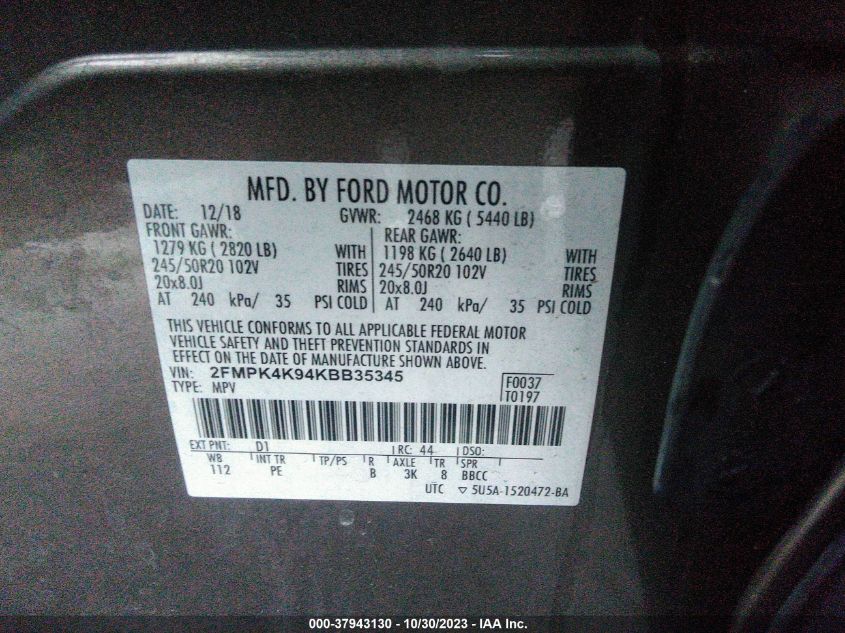 MFD. BY FORD MOTOR CO.
DATE: 12/18 GVWR: 2468 KG ( 5440 LB)
FRONT GAWR: REAR GAWR:
1279 KG ( 2820 LB) WITH 1198 KG ( 2640 LB) WITH
245/50R20 102V TIRES 245/50R20 102V TIRES
20x8.0J RIMS 20x8.0J RIMS
AT 240 kPa/ 35 PSI COLD AT 240 kPa/ 35 PSI COLD
THIS VEHICLE CONFORMS TO ALL APPLICABLE FEDERAL MOTOR
VEHICLE SAFETY AND THEFT PREVENTION STANDARDS IN
EFFECT ON THE DATE OF MANUFACTURE SHOWN ABOVE.
VIN: 2FMPK4K94KBB35345 F0037
TYPE: MPV T0197
EXT PNT: D1 RC: 44 DSO:
WB INT TR TP/PS R AXLE TR SPR
112 PE B 3K 8 BBCC
UTC ▽ 5U5A-1520472-BA
000-37943130 - 10/30/2023 - IAA Inc.